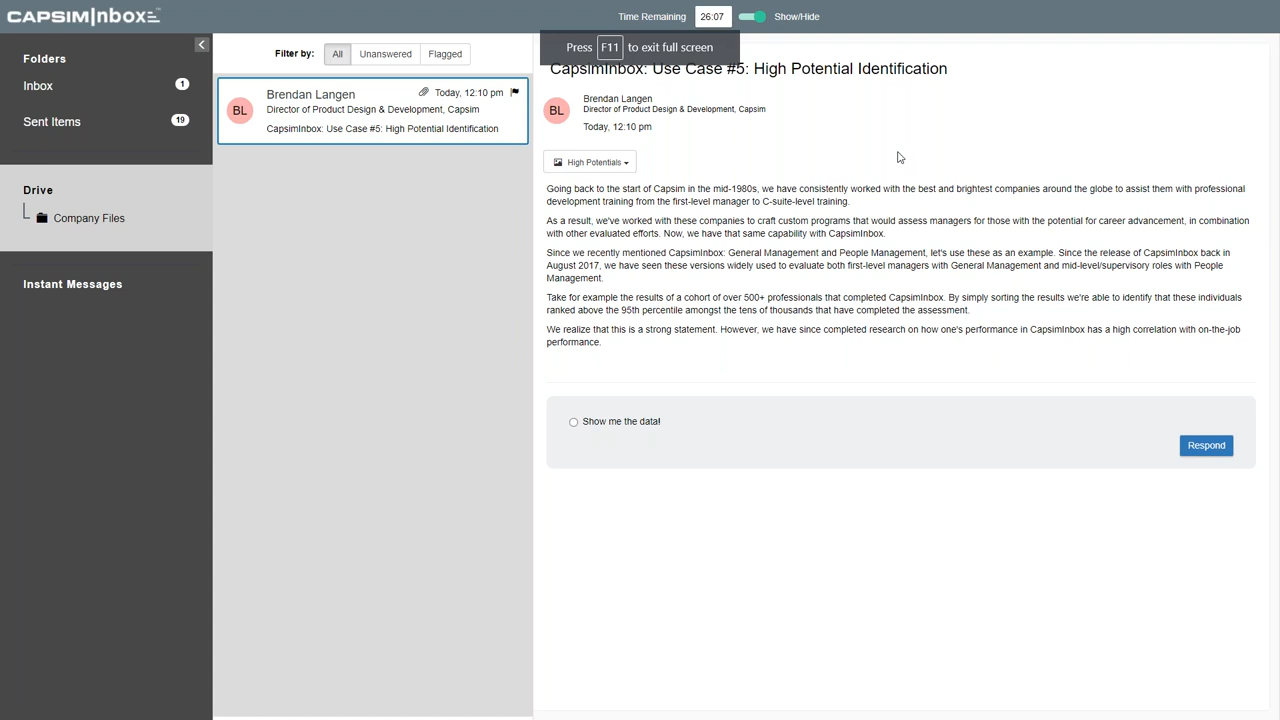 CAPSIMInbox
Time Remaining 26:07 Show/Hide
Press F11 to exit full screen
Folders
Inbox 1
Sent Items 19
Drive
Company Files
Instant Messages
Filter by: All Unanswered Flagged
BL
Brendan Langen Today, 12:10 pm
Director of Product Design & Development, Capsim
CapsimInbox: Use Case #5: High Potential Identification
CapsimInbox: Use Case #5: High Potential Identification
BL
Brendan Langen
Director of Product Design & Development, Capsim
Today, 12:10 pm
High Potentials
Going back to the start of Capsim in the mid-1980s, we have consistently worked with the best and brightest companies around the globe to assist them with professional
development training from the first-level manager to C-suite-level training.
As a result, we've worked with these companies to craft custom programs that would assess managers for those with the potential for career advancement, in combination
with other evaluated efforts. Now, we have that same capability with CapsimInbox.
Since we recently mentioned CapsimInbox: General Management and People Management, let's use these as an example. Since the release of CapsimInbox back in
August 2017, we have seen these versions widely used to evaluate both first-level managers with General Management and mid-level/supervisory roles with People
Management.
Take for example the results of a cohort of over 500+ professionals that completed CapsimInbox. By simply sorting the results we're able to identify that these individuals
ranked above the 95th percentile amongst the tens of thousands that have completed the assessment.
We realize that this is a strong statement. However, we have since completed research on how one's performance in CapsimInbox has a high correlation with on-the-job
performance.
Show me the data!
Respond